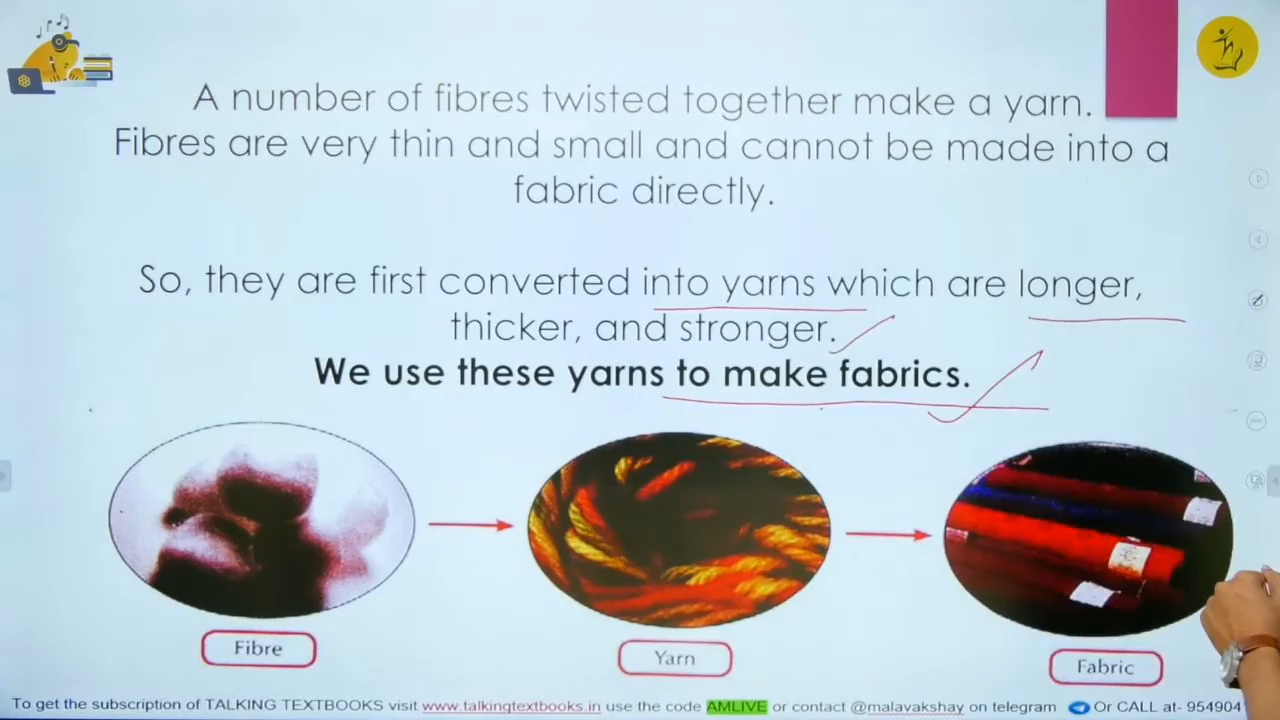 A number of fibres twisted together make a yarn.
Fibres are very thin and small and cannot be made into a
fabric directly.
So, they are first converted into yarns which are longer,
thicker, and stronger.
We use these yarns to make fabrics.
Fibre
Yarn
Fabric
To get the subscription of TALKING TEXTBOOKS visit www.talkingtextbooks.in use the code AMLIVE or contact @malavakshay on telegram Or CALL at- 954904